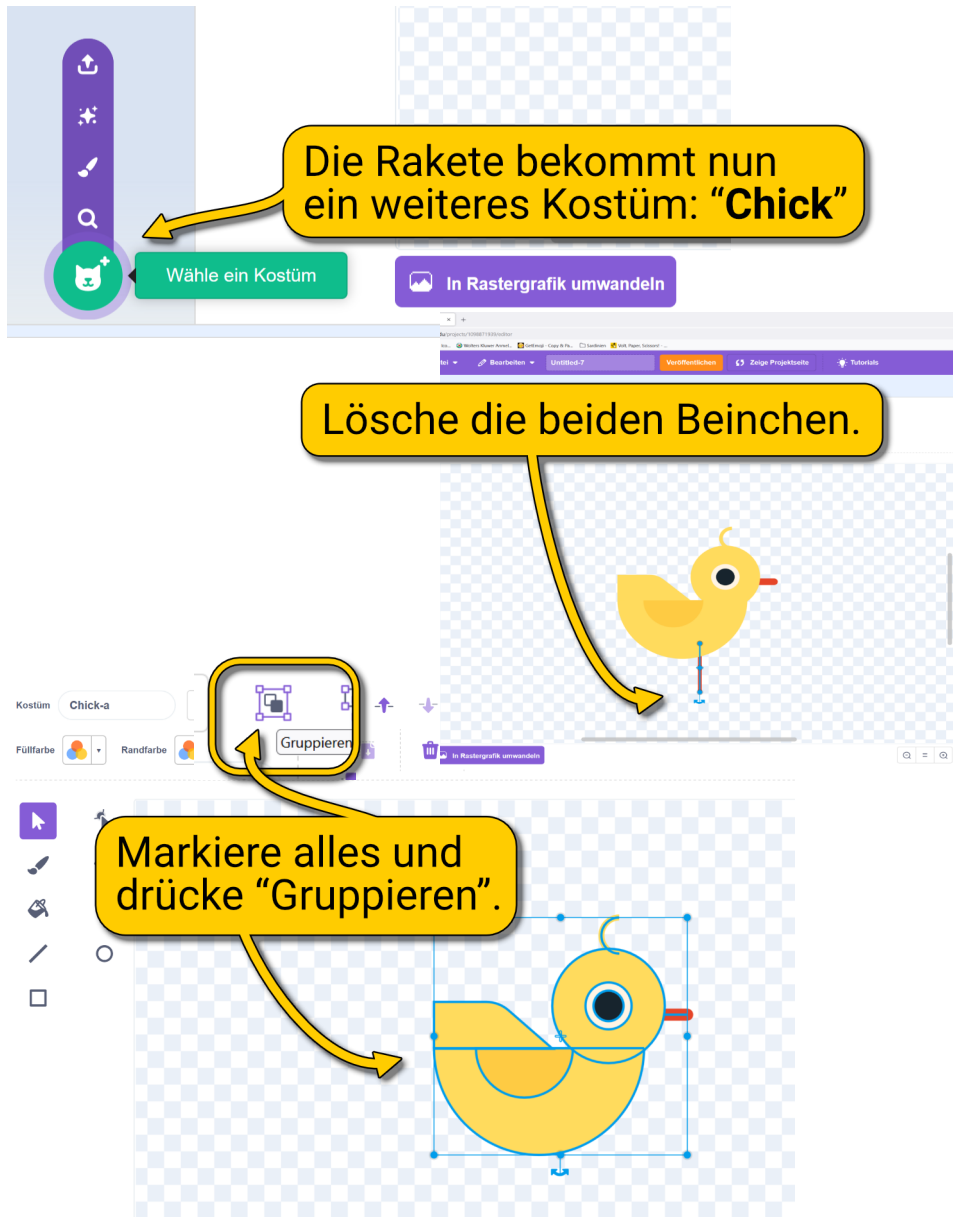 Die Rakete bekommt nun
ein weiteres Kostüm: “Chick”
Wähle ein Kostüm
In Rastergrafik umwandeln
Bearbeiten
Untitled-7
Veröffentlichen
Zeige Projektseite
Tutorials
Lösche die beiden Beinchen.
Kostüm
Chick-a
Gruppieren
Füllfarbe
Randfarbe
In Rastergrafik umwandeln
Markiere alles und
drücke “Gruppieren”.